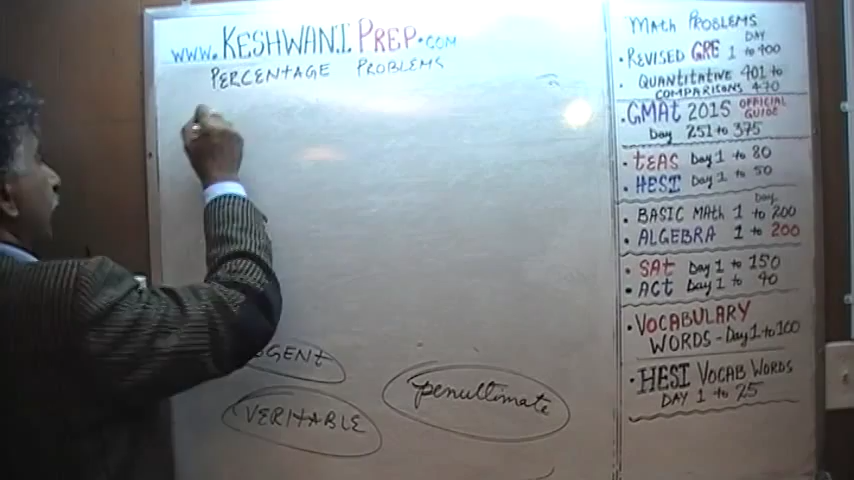 www.KESHWANI PREP.COM
PERCENTAGE PROBLEMS
VERITABLE
penultimate
Math PROBLEMS
DAY
• REVISED GRE 1 to 400
• QUANTITATIVE 401 to
COMPARISONS 470
• GMAt 2015 OFFICIAL GUIDE
Day 251 to 375
• tEAS Day 1 to 80
• HESI Day 1 to 50
Day
• BASIC Math 1 to 200
• ALGEBRA 1 to 200
• SAt Day 1 to 150
• ACt Day 1 to 40
• VOCABULARY
WORDS - Day 1 to 100
• HESI VOCAB WORDS
DAY 1 to 25